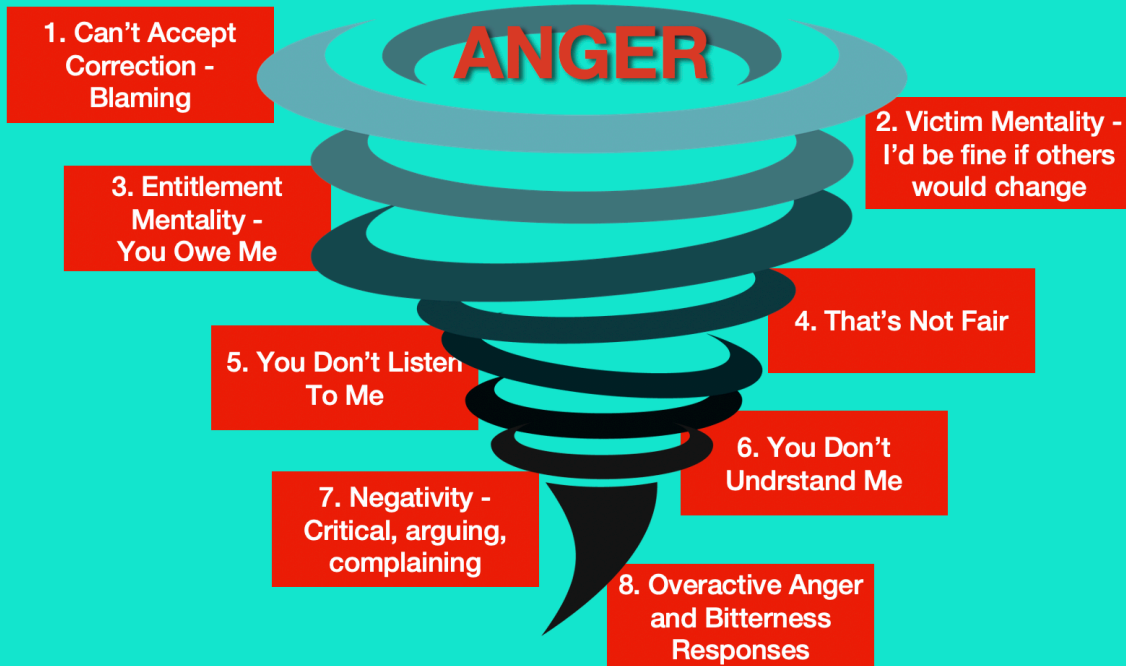 ANGER
1. Can't Accept
Correction -
Blaming
2. Victim Mentality -
I'd be fine if others
would change
3. Entitlement
Mentality -
You Owe Me
4. That's Not Fair
5. You Don't Listen
To Me
6. You Don't
Undrstand Me
7. Negativity -
Critical, arguing,
complaining
8. Overactive Anger
and Bitterness
Responses